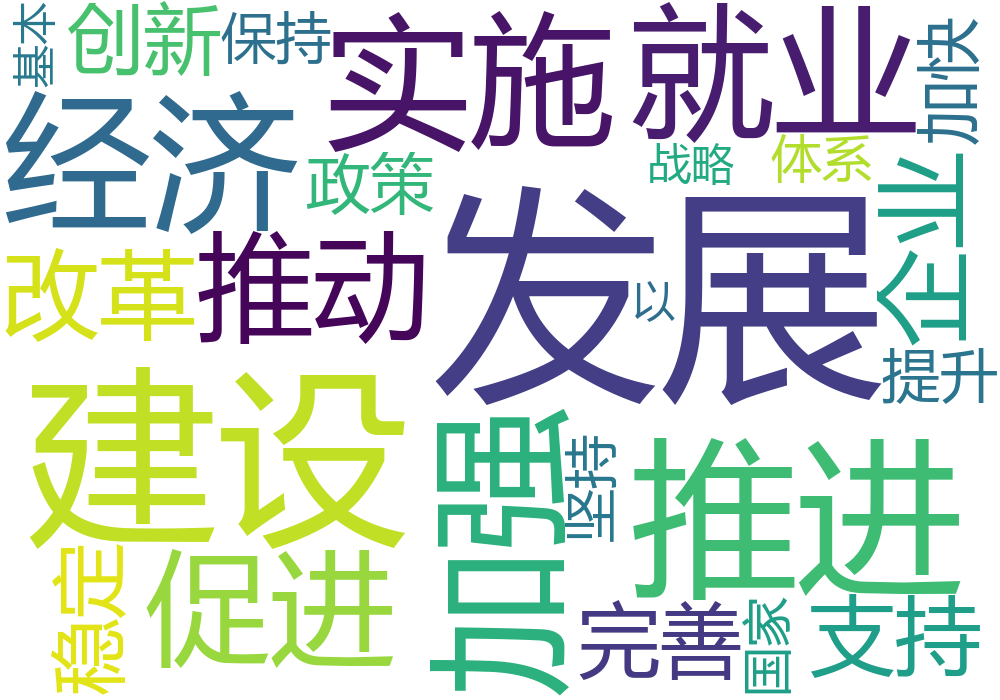 基本
创新
保持
实施
就业
加快
经济
政策
战略
体系
企业
改革
推动
发展
以
提升
建设
加强
坚持
推进
稳定
促进
完善
国家
支持